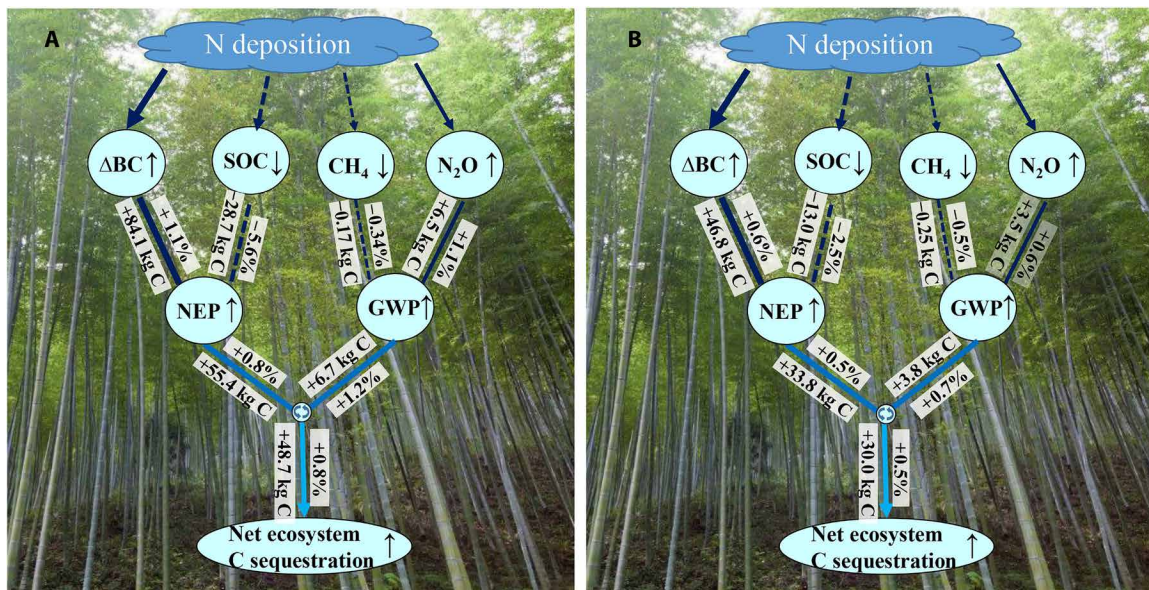 A
N deposition
ΔBC↑
SOC↓
CH₄ ↓
N₂O ↑
+84.1 kg C
+ 1.1%
−28.7 kg C
−5.6%
−0.17 kg C
−0.34%
+6.5 kg C
+1.1%
NEP↑
GWP↑
+0.8%
+55.4 kg C
+6.7 kg C
+1.2%
+48.7 kg C
+0.8%
Net ecosystem
C sequestration ↑
B
N deposition
ΔBC↑
SOC↓
CH₄ ↓
N₂O ↑
+46.8 kg C
+0.6%
−13.0 kg C
−2.5%
−0.25 kg C
−0.5%
+3.5 kg C
+0.6%
NEP↑
GWP↑
+0.5%
+33.8 kg C
+3.8 kg C
+0.7%
+30.0 kg C
+0.5%
Net ecosystem
C sequestration ↑